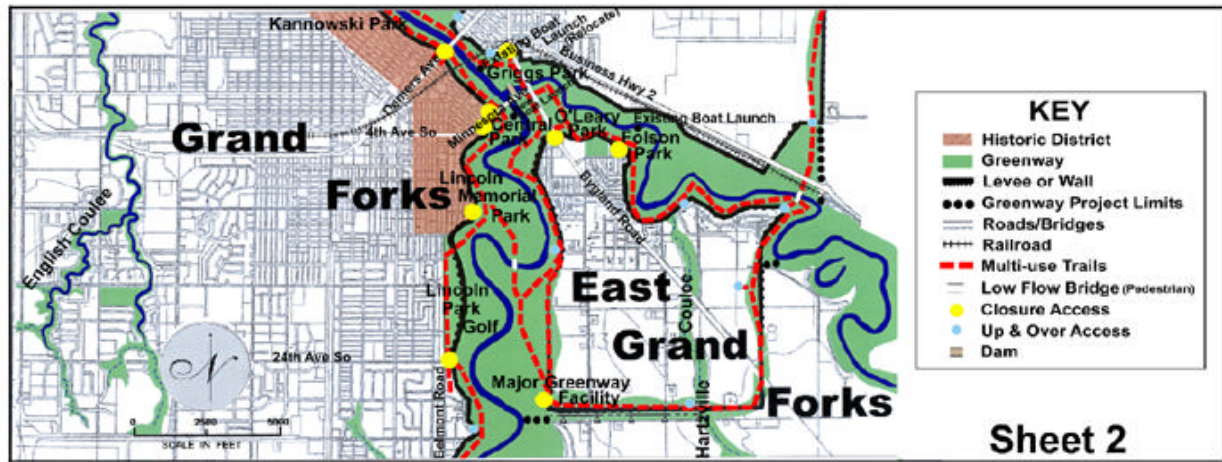 Kannowski Park
Existing Boat
Launch
(Relocate)
Business Hwy 2
Demers Ave
Griggs Park
Grand
4th Ave So
Central
Park
O'Leary
Park
Existing Boat Launch
Folson
Park
Forks
Lincoln
Memorial
Park
Bygland Road
English Coulee
East
Grand
Forks
Lincoln
Park
Golf
24th Ave So
Belmont Road
Major Greenway
Facility
Hartzville Coulee
N
0 2500 5000
SCALE IN FEET
Sheet 2
KEY
Historic District
Greenway
Levee or Wall
Greenway Project Limits
Roads/Bridges
Railroad
Multi-use Trails
Low Flow Bridge (Pedestrian)
Closure Access
Up & Over Access
Dam